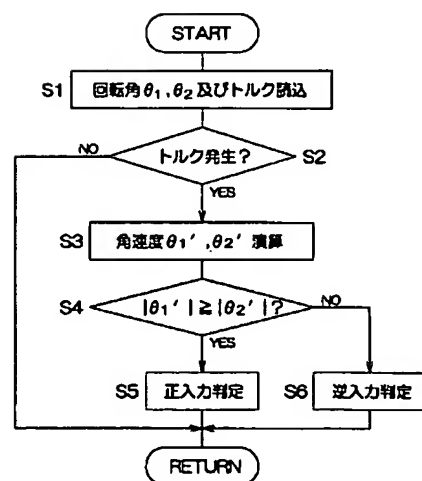 START
S1 回転角θ₁,θ₂及びトルク読込
NO トルク発生? S2
YES
S3 角速度θ₁′,θ₂′演算
S4 |θ₁′|≧|θ₂′|? NO
YES
S5 正入力判定 S6 逆入力判定
RETURN